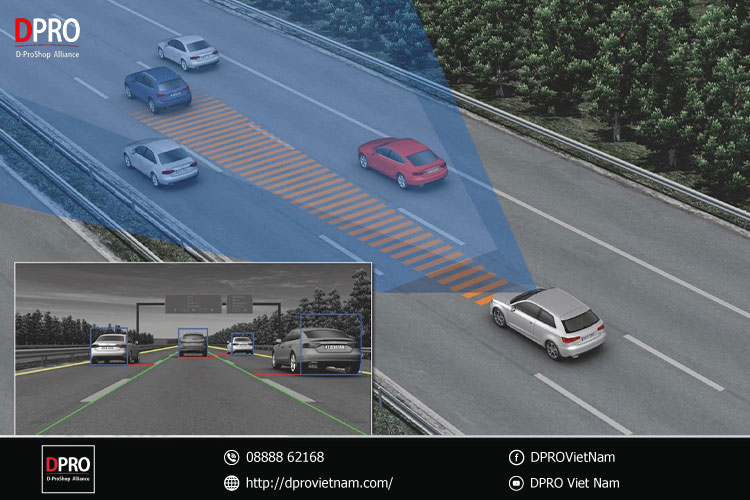 DPRO
D-ProShop Alliance
DPRO
D-ProShop Alliance
08888 62168
http://dprovietnam.com/
DPROVietNam
DPRO Viet Nam